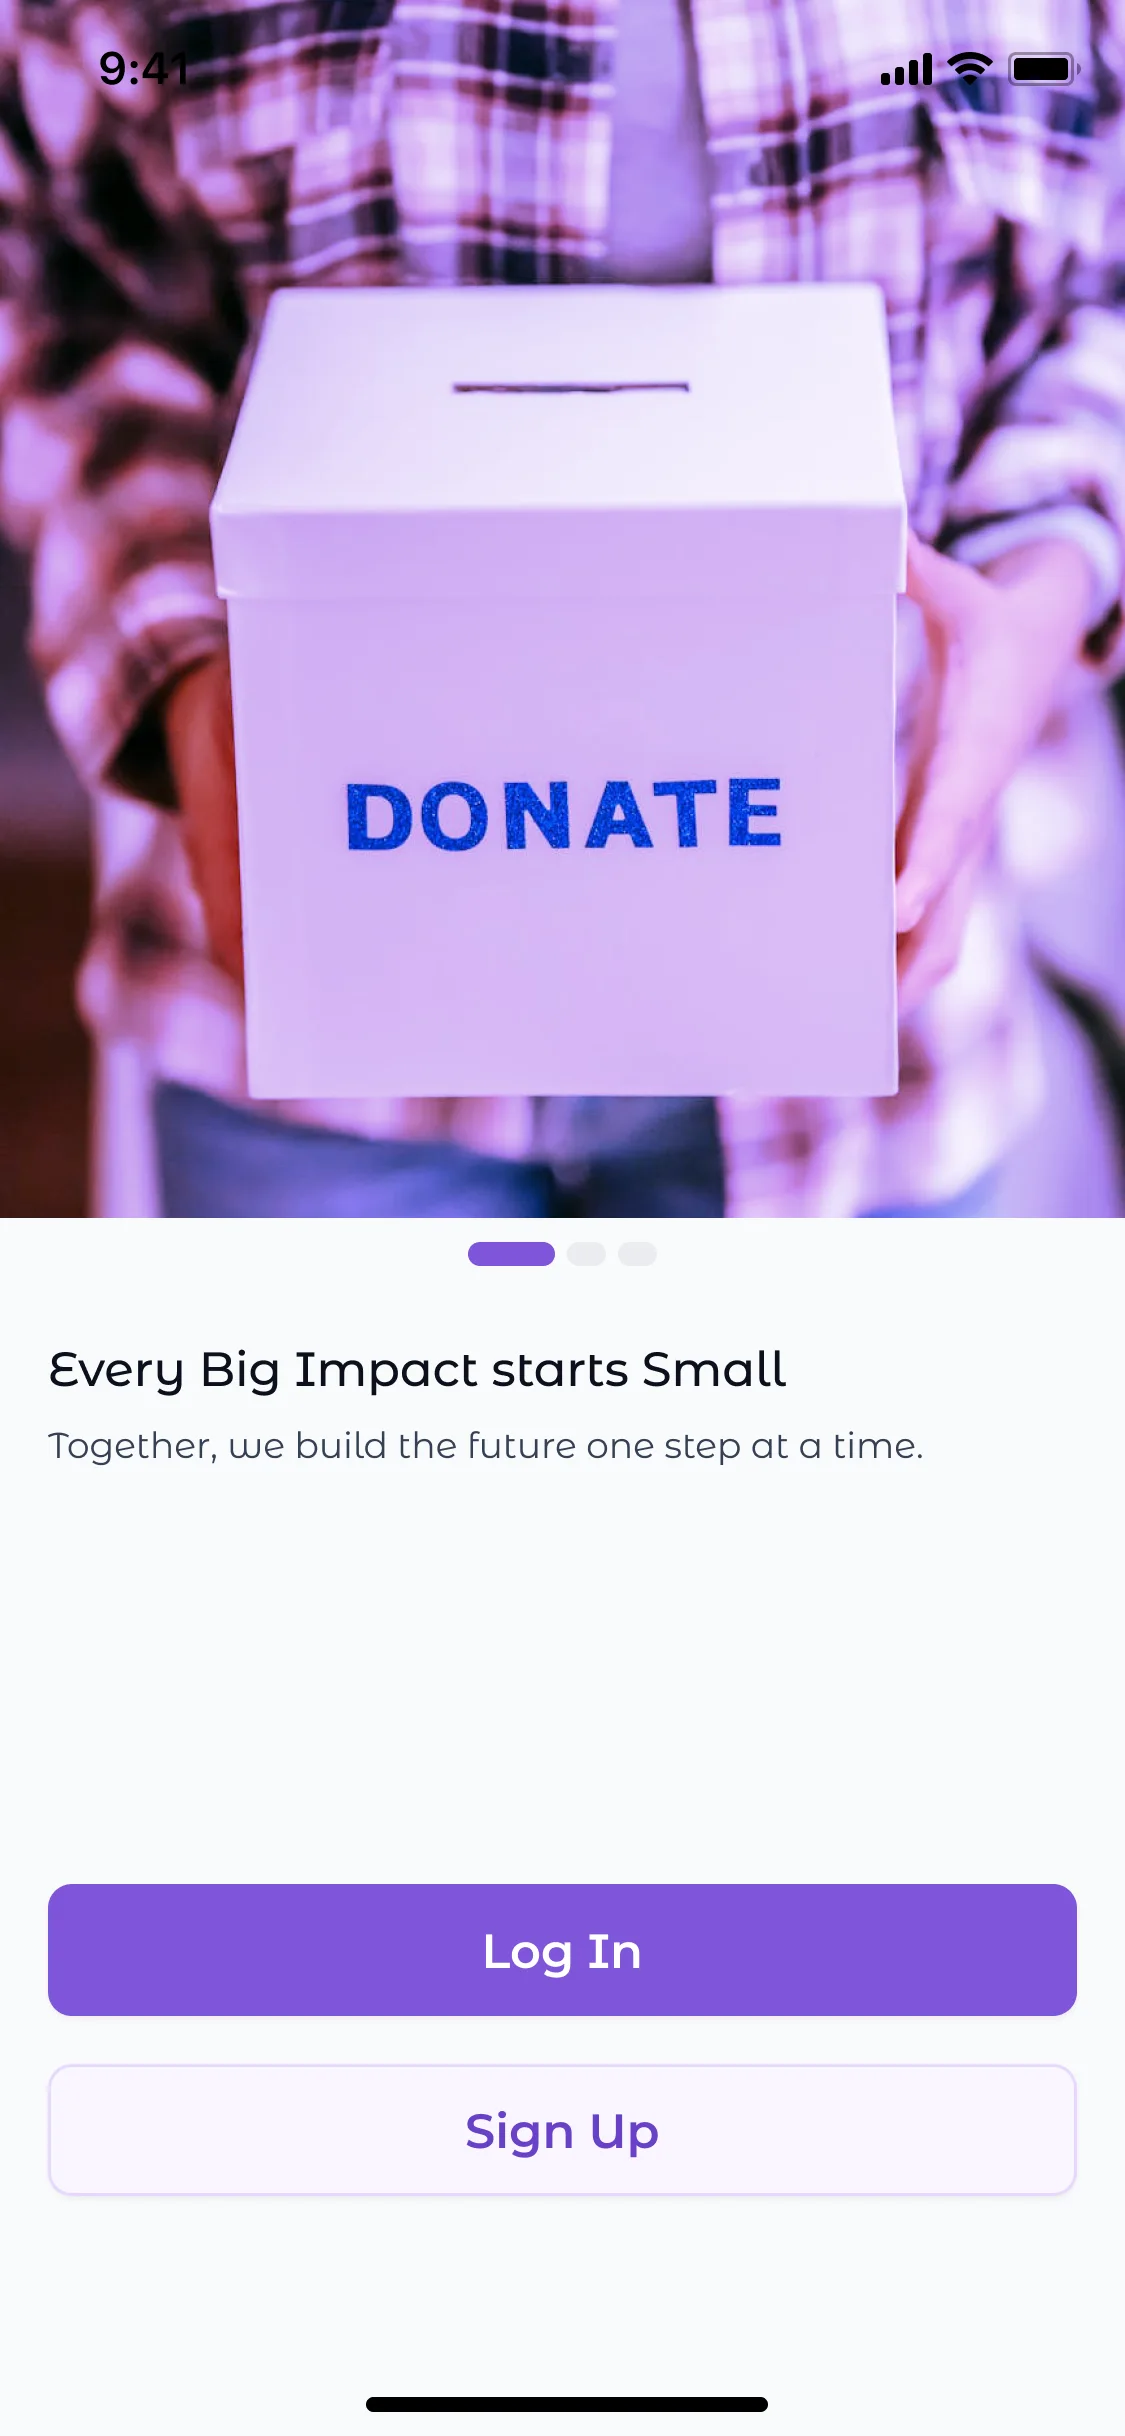 9:41
DONATE
Every Big Impact starts Small
Together, we build the future one step at a time.
Log In
Sign Up